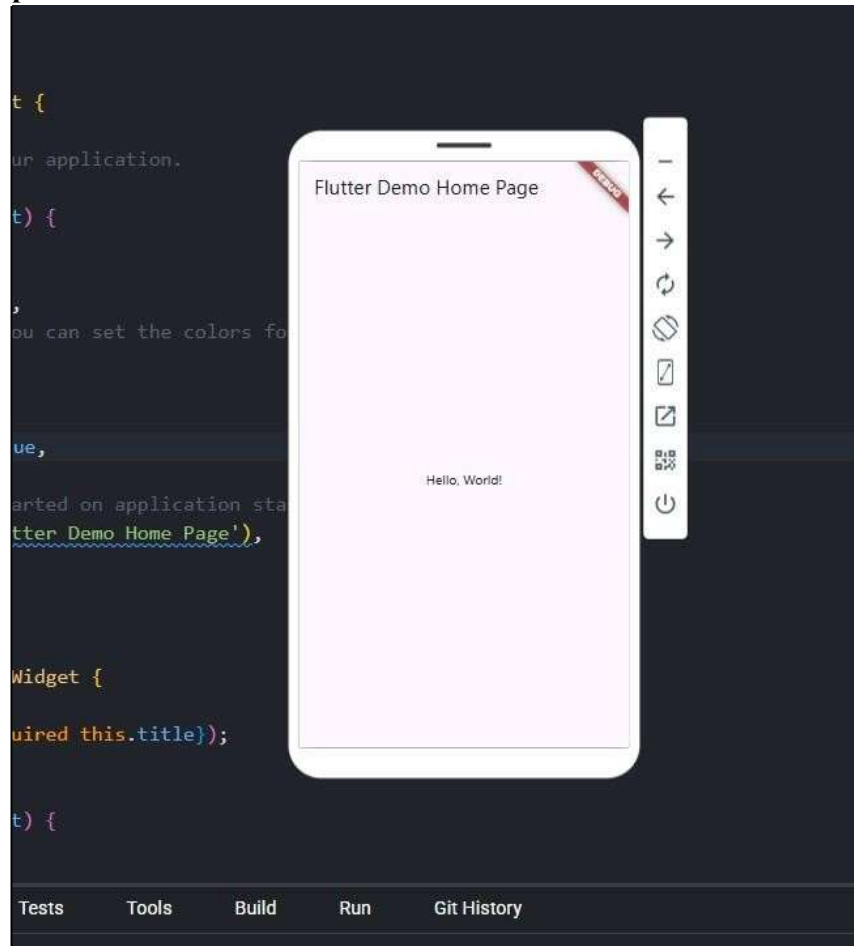 t {
ur application.
t) {
,
ou can set the colors fo
ue,
arted on application sta
tter Demo Home Page'),
Widget {
uired this.title});
t) {
Flutter Demo Home Page
DEBUG
Hello, World!
Tests Tools Build Run Git History